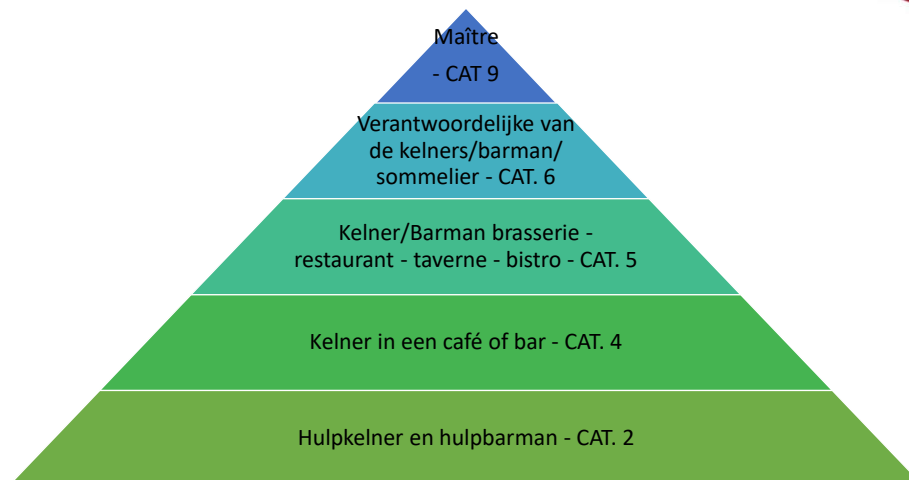 Maître
- CAT 9
Verantwoordelijke van
de kelners/barman/
sommelier - CAT. 6
Kelner/Barman brasserie -
restaurant - taverne - bistro - CAT. 5
Kelner in een café of bar - CAT. 4
Hulpkelner en hulpbarman - CAT. 2